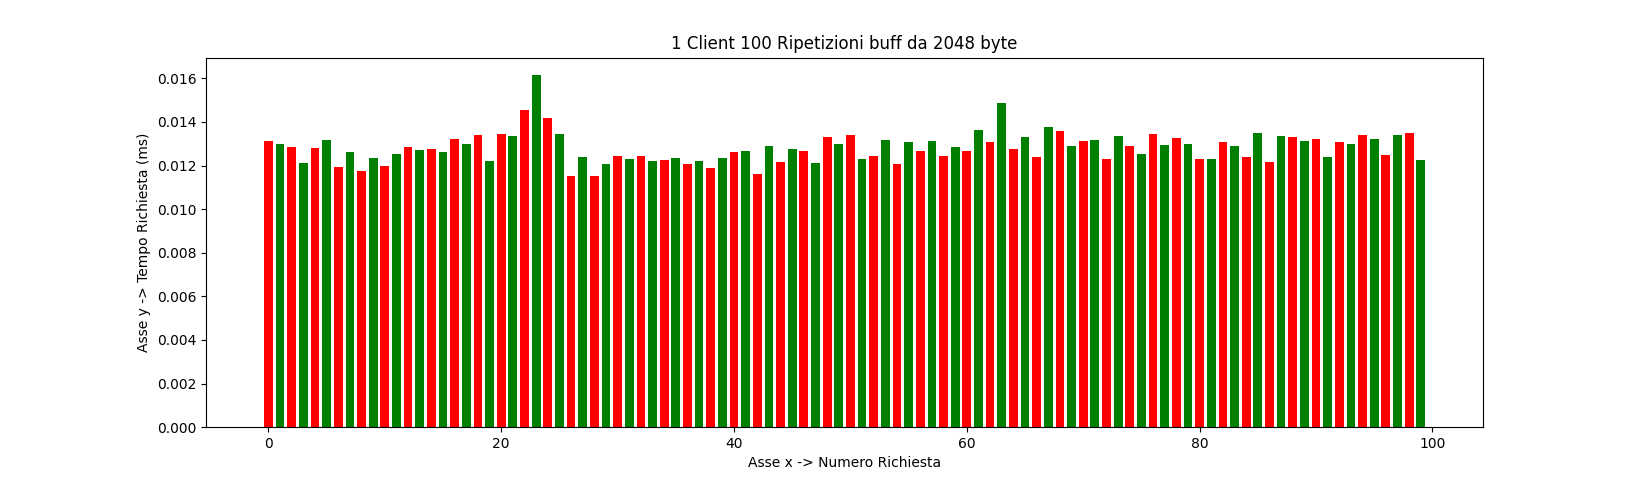 1 Client 100 Ripetizioni buff da 2048 byte
Asse y -> Tempo Richiesta (ms)
0.016
0.014
0.012
0.010
0.008
0.006
0.004
0.002
0.000
0 20 40 60 80 100
Asse x -> Numero Richiesta